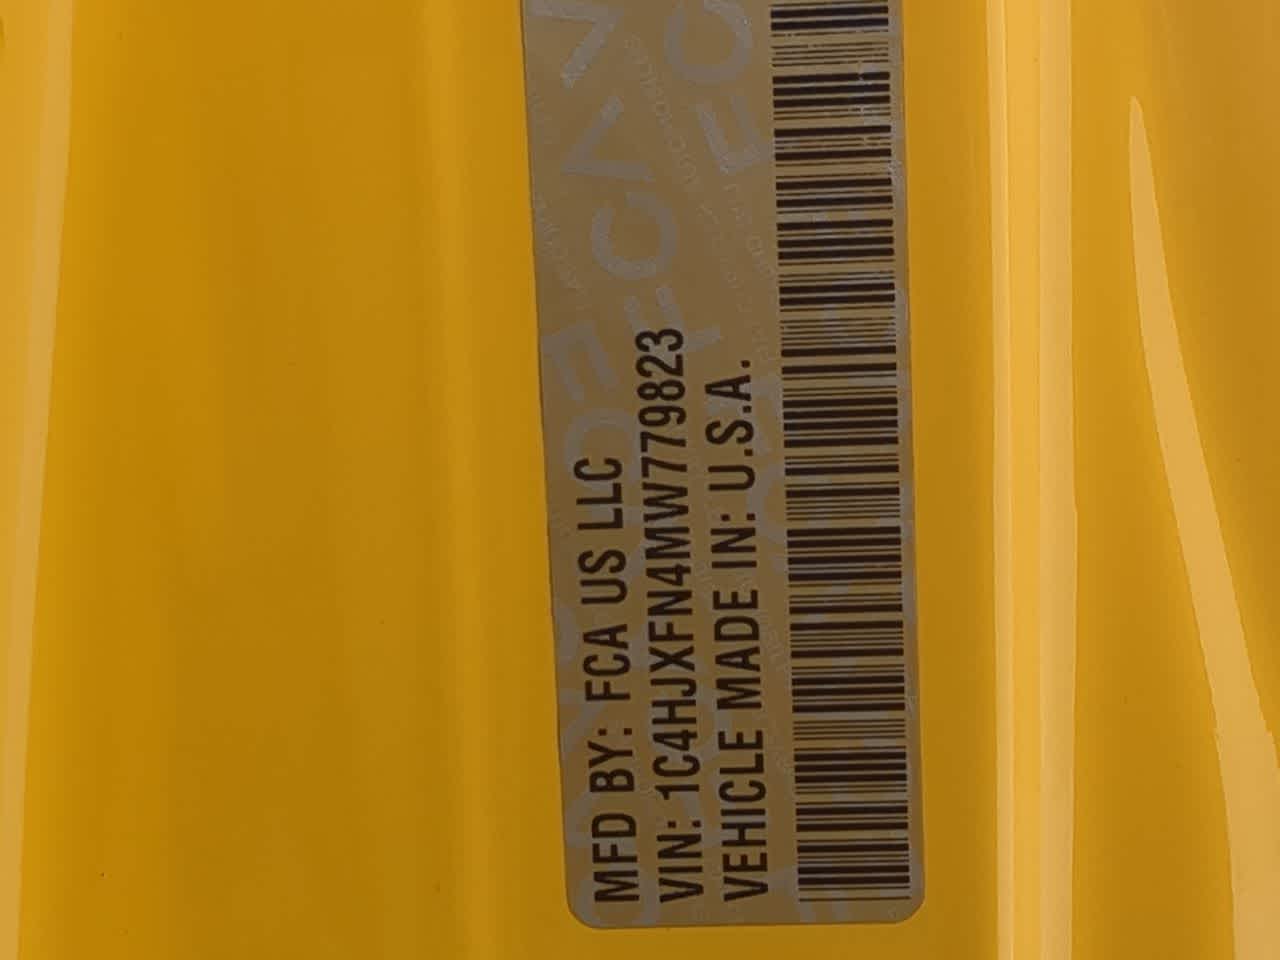 MFD BY: FCA US LLC
VIN: 1C4HJXFN4MW779823
VEHICLE MADE IN: U.S.A.